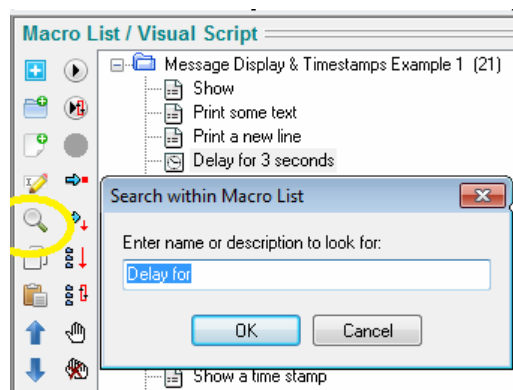 Macro List / Visual Script
Message Display & Timestamps Example 1 (21)
Show
Print some text
Print a new line
Delay for 3 seconds
Search within Macro List
Enter name or description to look for:
Delay for
OK
Cancel
Show a time stamp